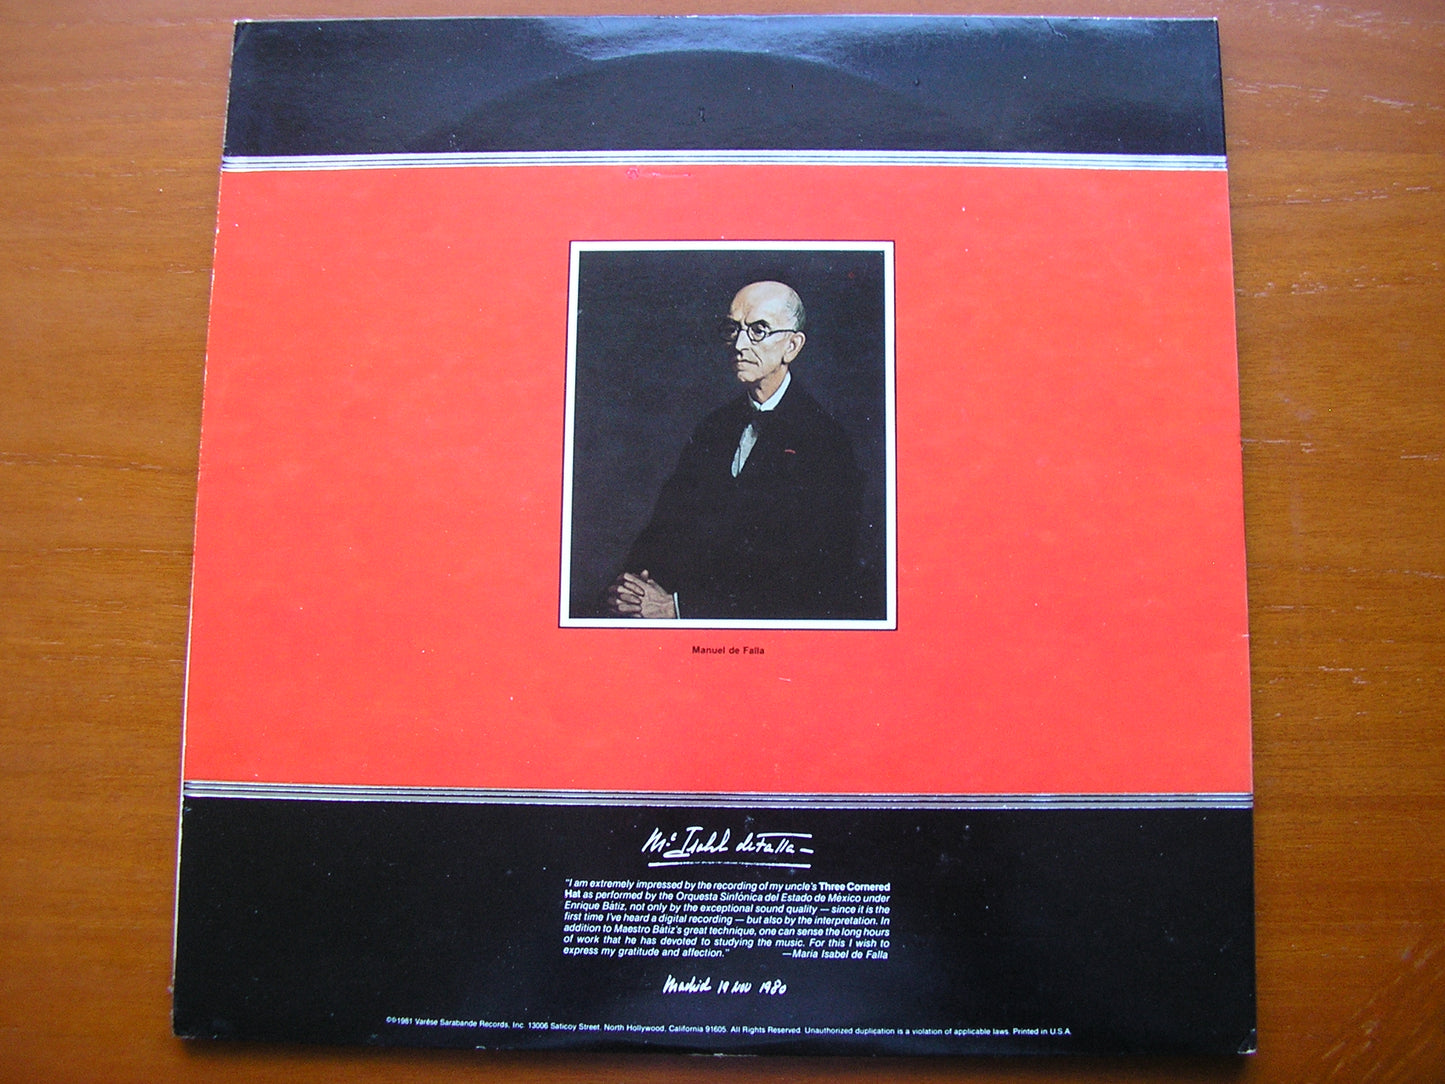 Manuel de Falla
Mª Isabel de Falla
"I am extremely impressed by the recording of my uncle's Three Cornered
Hat as performed by the Orquesta Sinfónica del Estado de México under
Enrique Bátiz, not only by the exceptional sound quality — since it is the
first time I've heard a digital recording — but also by the interpretation. In
addition to Maestro Bátiz's great technique, one can sense the long hours
of work that he has devoted to studying the music. For this I wish to
express my gratitude and affection." —Maria Isabel de Falla
Madrid 19 Nov 1980
©℗1981 Varèse Sarabande Records, Inc. 13006 Saticoy Street, North Hollywood, California 91605. All Rights Reserved. Unauthorized duplication is a violation of applicable laws. Printed in U.S.A.